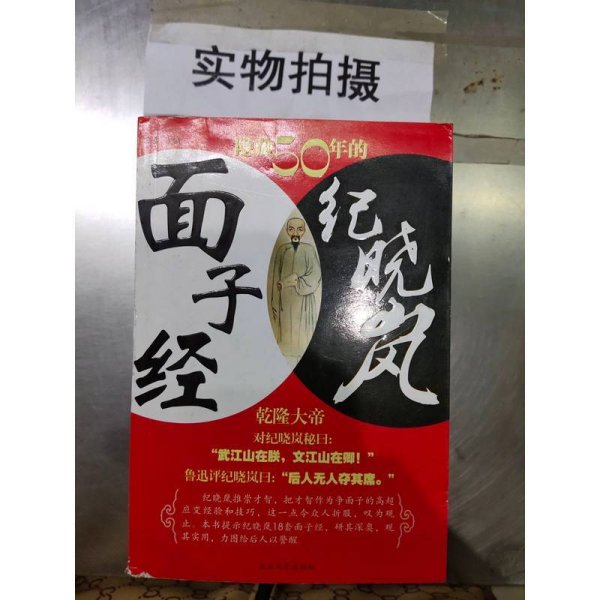 实物拍摄
50年的
面子经
纪晓岚
乾隆大帝
对纪晓岚秘曰：
“武江山在朕，文江山在卿！”
鲁迅评纪晓岚曰：“后人无人夺其席。”
纪晓岚推崇才智，把才智作为争面子的高超
应变经验和技巧，这一点令众人折服，叹为观
止。本书提示纪晓岚18套面子经，研其深奥，观
其实用，力图给后人以警醒